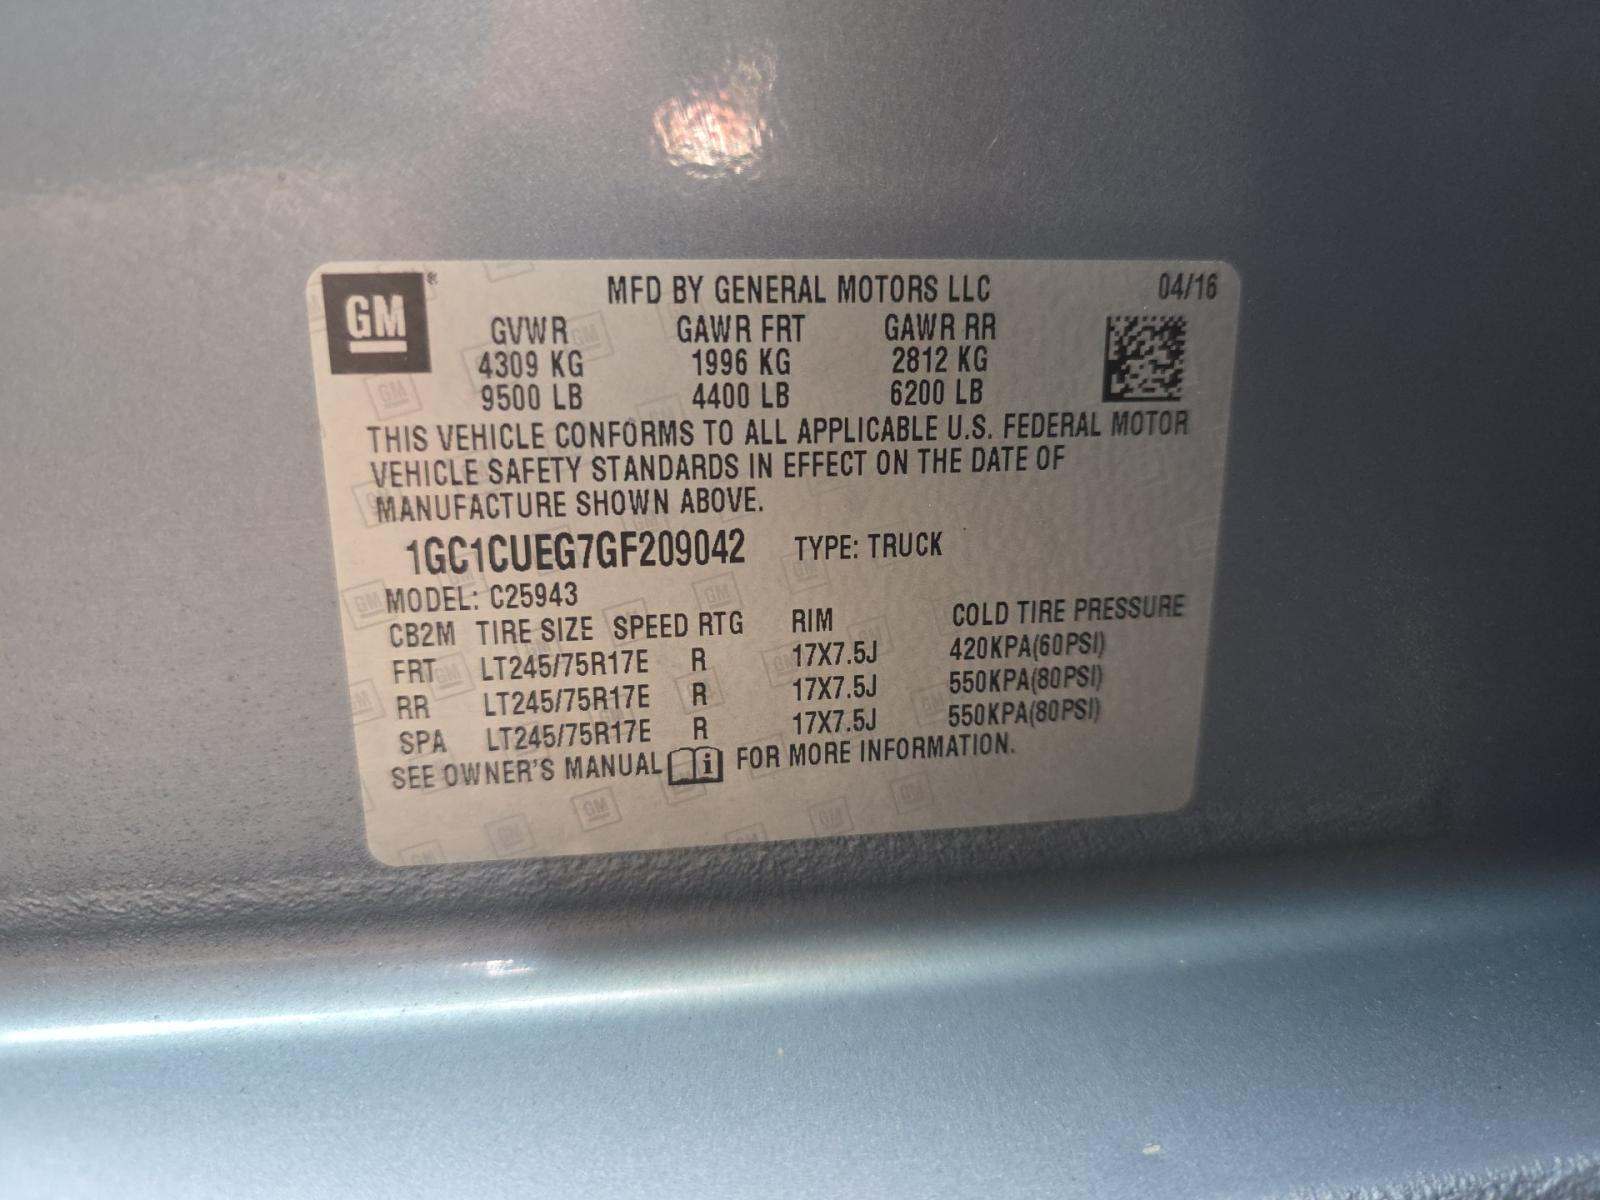 GM
MFD BY GENERAL MOTORS LLC 04/16
GVWR GAWR FRT GAWR RR
4309 KG 1996 KG 2812 KG
9500 LB 4400 LB 6200 LB
THIS VEHICLE CONFORMS TO ALL APPLICABLE U.S. FEDERAL MOTOR
VEHICLE SAFETY STANDARDS IN EFFECT ON THE DATE OF
MANUFACTURE SHOWN ABOVE.
1GC1CUEG7GF209042 TYPE: TRUCK
MODEL: C25943
CB2M TIRE SIZE SPEED RTG RIM COLD TIRE PRESSURE
FRT LT245/75R17E R 17X7.5J 420KPA(60PSI)
RR LT245/75R17E R 17X7.5J 550KPA(80PSI)
SPA LT245/75R17E R 17X7.5J 550KPA(80PSI)
SEE OWNER'S MANUAL i FOR MORE INFORMATION.